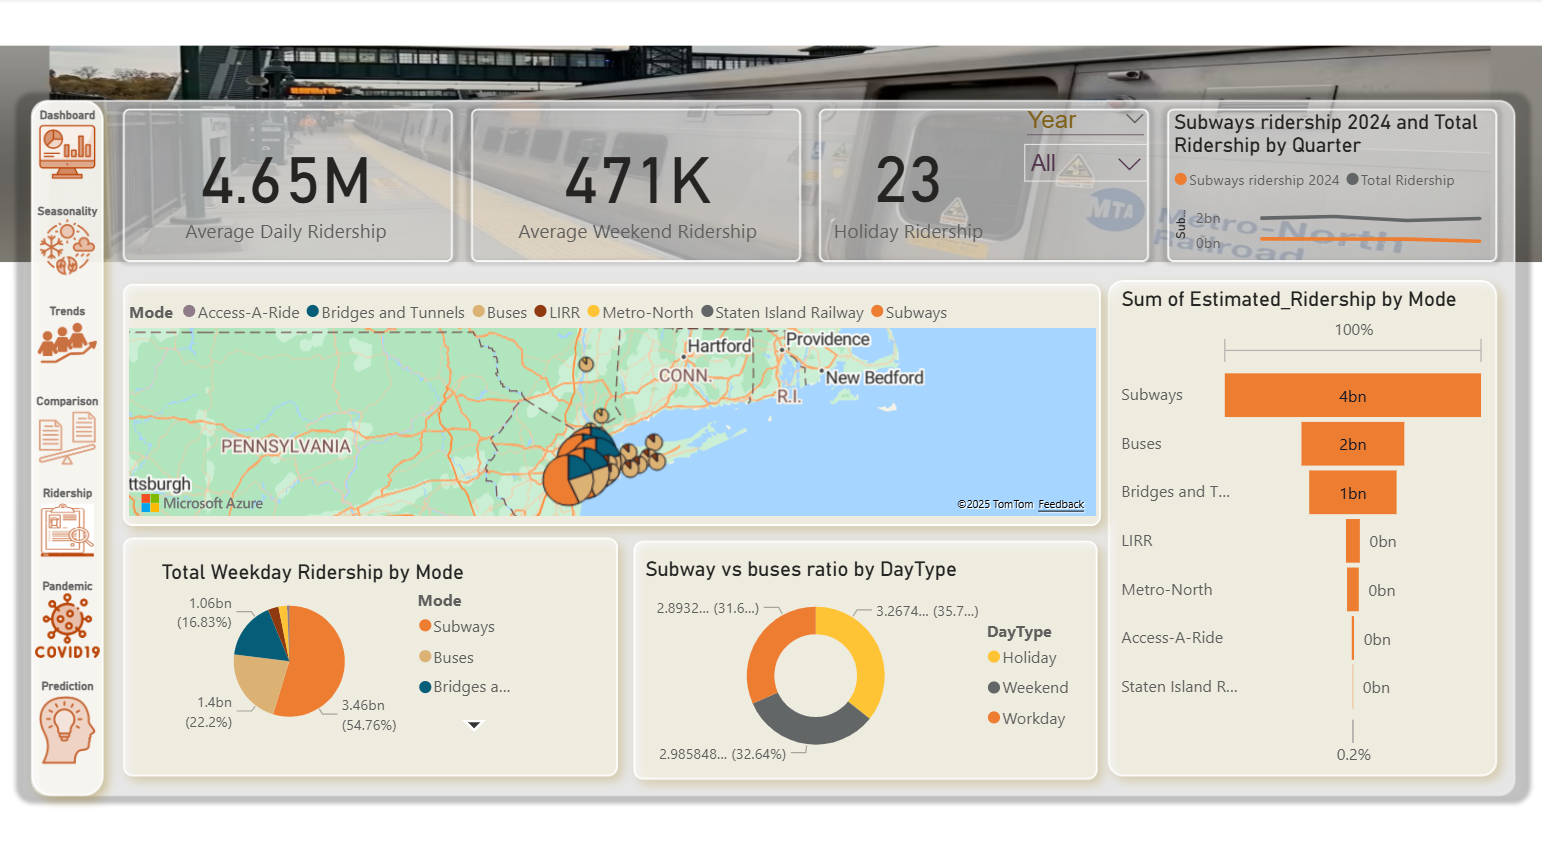 Dashboard
Seasonality
Trends
Comparison
Ridership
Pandemic
COVID19
Prediction
4.65M
Average Daily Ridership
471K
Average Weekend Ridership
23
Holiday Ridership
Year
All
MTA
Metro-North
Railroad
Subways ridership 2024 and Total
Ridership by Quarter
Subways ridership 2024 Total Ridership
Sub...
2bn
0bn
Mode Access-A-Ride Bridges and Tunnels Buses LIRR Metro-North Staten Island Railway Subways
Hartford
Providence
CONN.
New Bedford
R.I.
PENNSYLVANIA
ttsburgh
Microsoft Azure
©2025 TomTom Feedback
Sum of Estimated_Ridership by Mode
100%
Subways 4bn
Buses 2bn
Bridges and T... 1bn
LIRR 0bn
Metro-North 0bn
Access-A-Ride 0bn
Staten Island R... 0bn
0.2%
Total Weekday Ridership by Mode
1.06bn
(16.83%)
1.4bn
(22.2%)
3.46bn
(54.76%)
Mode
Subways
Buses
Bridges a...
Subway vs buses ratio by DayType
2.8932... (31.6...)
3.2674... (35.7...)
2.985848... (32.64%)
DayType
Holiday
Weekend
Workday